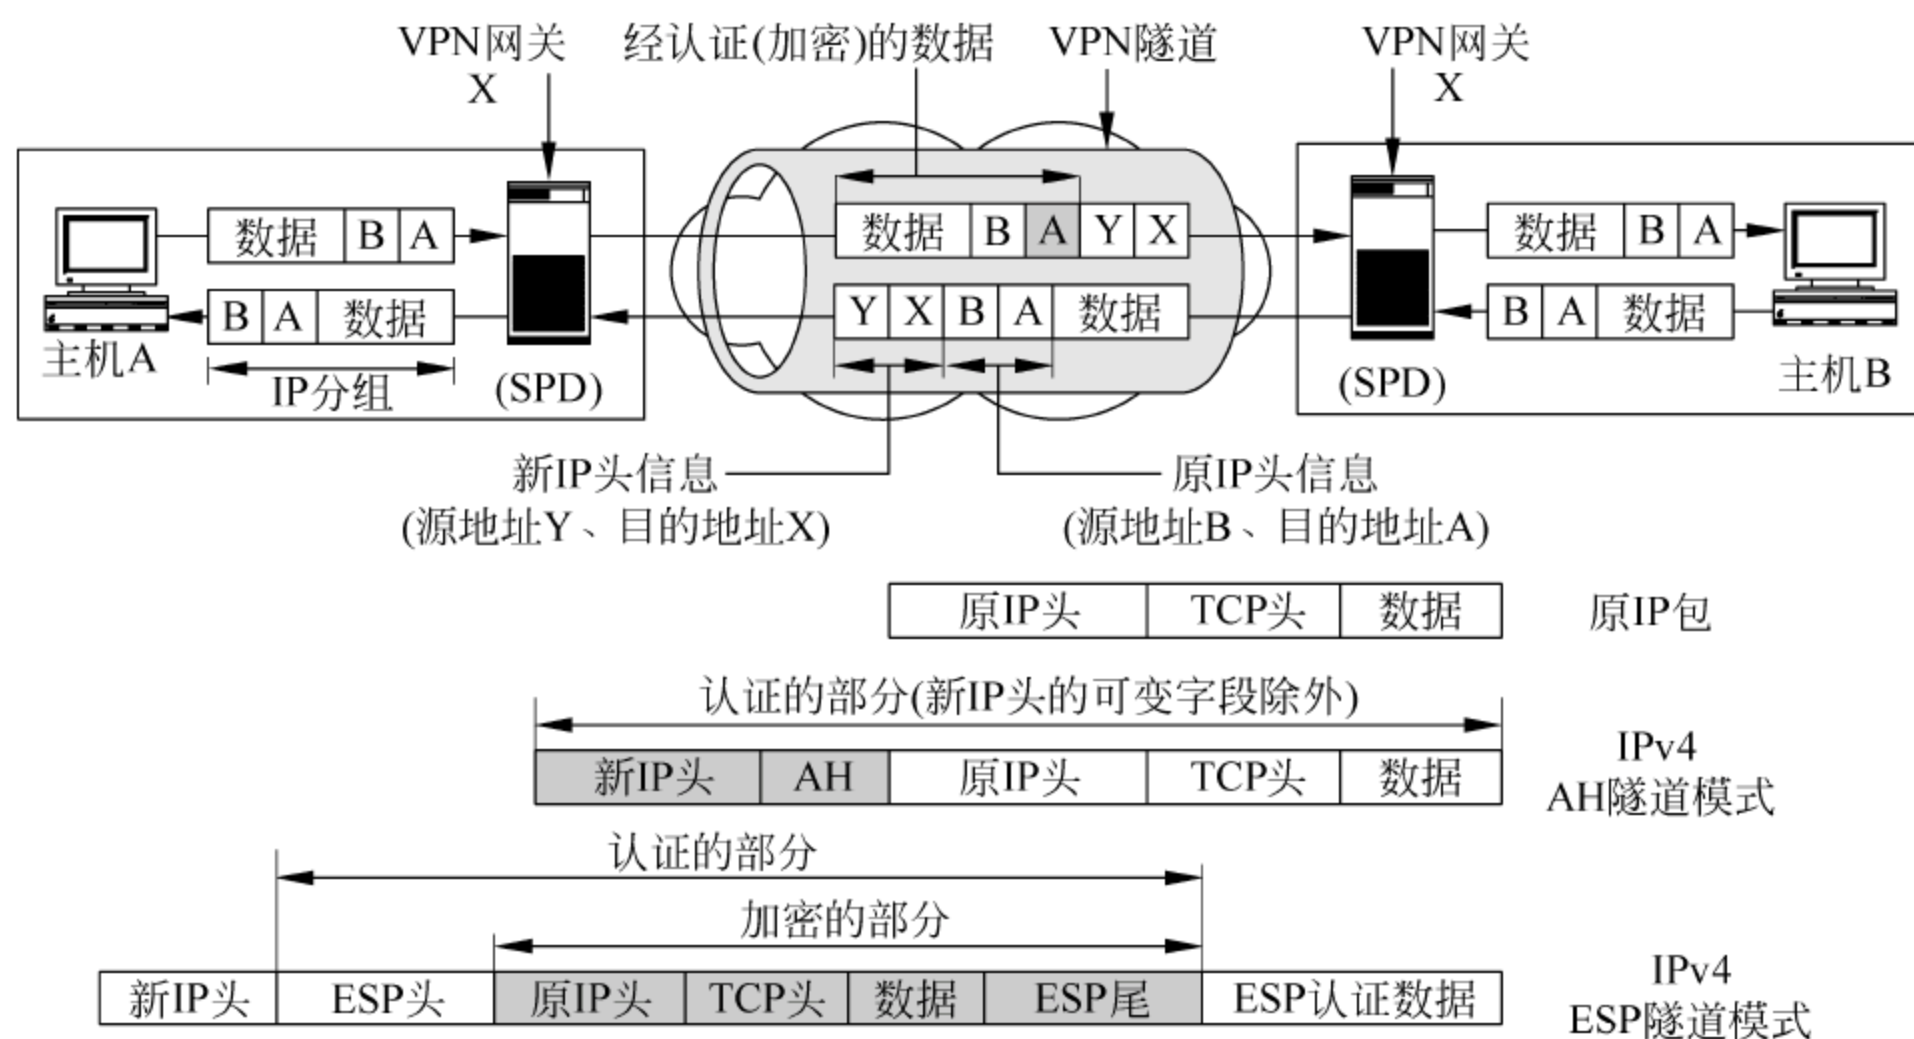 VPN网关
X
经认证(加密)的数据
VPN隧道
VPN网关
X
数据 B A
数据 B A Y X
数据 B A
B A 数据
Y X B A 数据
B A 数据
主机A
IP分组
(SPD)
(SPD)
主机B
新IP头信息
(源地址Y、目的地址X)
原IP头信息
(源地址B、目的地址A)
原IP头 TCP头 数据
原IP包
认证的部分(新IP头的可变字段除外)
新IP头 AH 原IP头 TCP头 数据
IPv4
AH隧道模式
认证的部分
加密的部分
新IP头 ESP头 原IP头 TCP头 数据 ESP尾 ESP认证数据
IPv4
ESP隧道模式